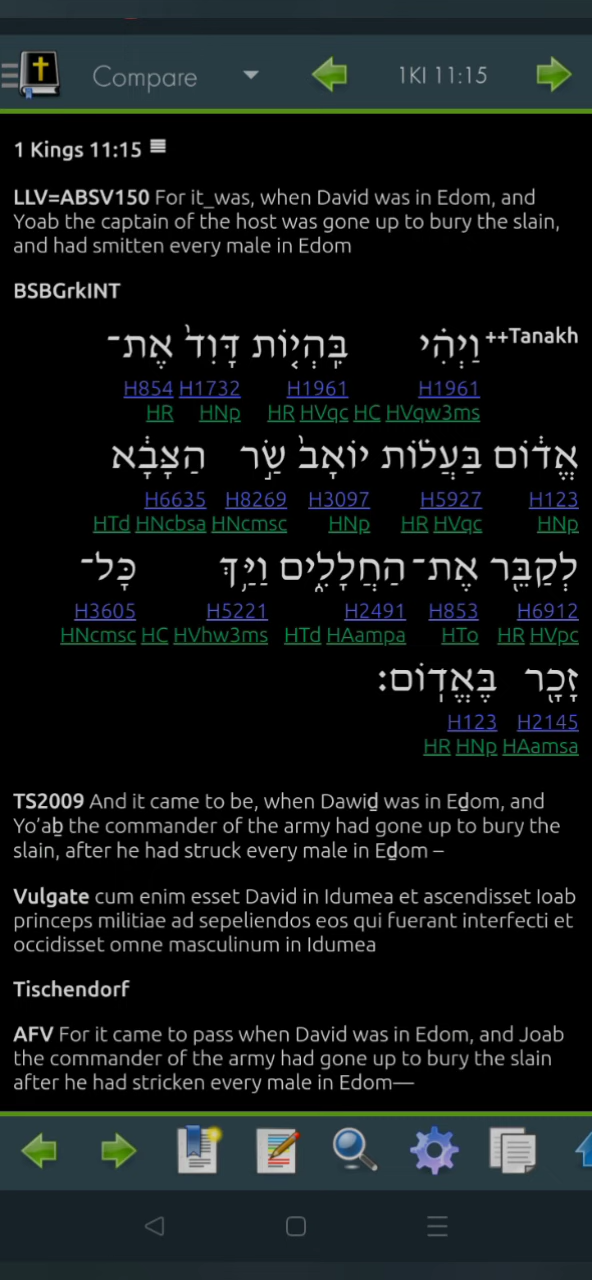 Compare 1KI 11:15
1 Kings 11:15
LLV=ABSV150 For it_was, when David was in Edom, and
Yoab the captain of the host was gone up to bury the slain,
and had smitten every male in Edom
BSBGrkINT
++Tanakh וַיְהִ֗י בִּֽהְי֤וֹת דָּוִד֙ אֶת־
H1961 H1961 H1732 H854
HVqw3ms HC HVqc HR HNp HR
אֱד֔וֹם בַּעֲל֗וֹת יוֹאָב֙ שַׂ֣ר הַצָּבָ֔א
H123 H5927 H3097 H8269 H6635
HNp HVqc HR HNp HNcmsc HNcbsa HTd
לְקַבֵּ֖ר אֶת־הַחֲלָלִ֑ים וַיַּ֥ךְ כָּל־
H6912 H853 H2491 H5221 H3605
HVpc HR HTo HAampa HTd HVhw3ms HC HNcmsc
זָכָ֖ר בֶּאֱדֽוֹם׃
H2145 H123
HAamsa HNp HR
TS2009 And it came to be, when Dawiḏ was in Eḏom, and
Yo’aḇ the commander of the army had gone up to bury the
slain, after he had struck every male in Eḏom –
Vulgate cum enim esset David in Idumea et ascendisset Ioab
princeps militiae ad sepeliendos eos qui fuerant interfecti et
occidisset omne masculinum in Idumea
Tischendorf
AFV For it came to pass when David was in Edom, and Joab
the commander of the army had gone up to bury the slain
after he had stricken every male in Edom—